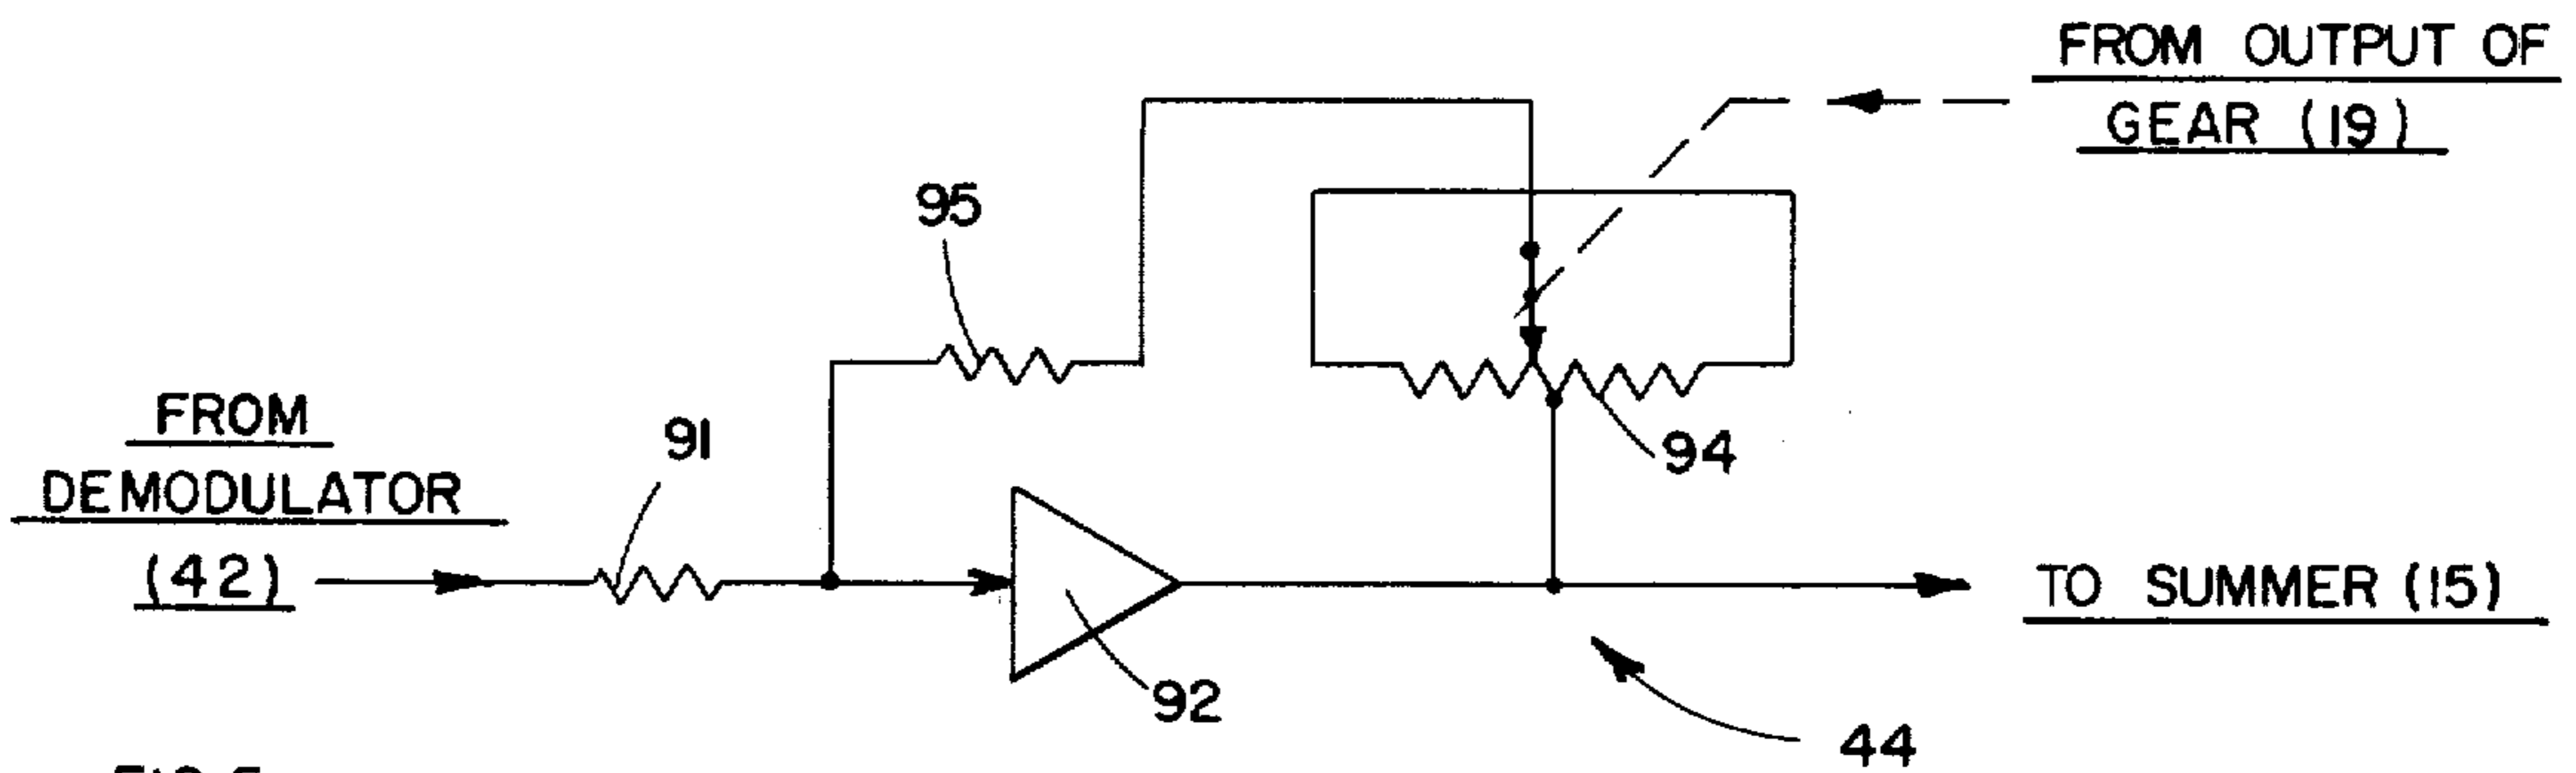 FROM OUTPUT OF
GEAR (19)
95
FROM
DEMODULATOR
(42)
91
94
92
TO SUMMER (15)
44